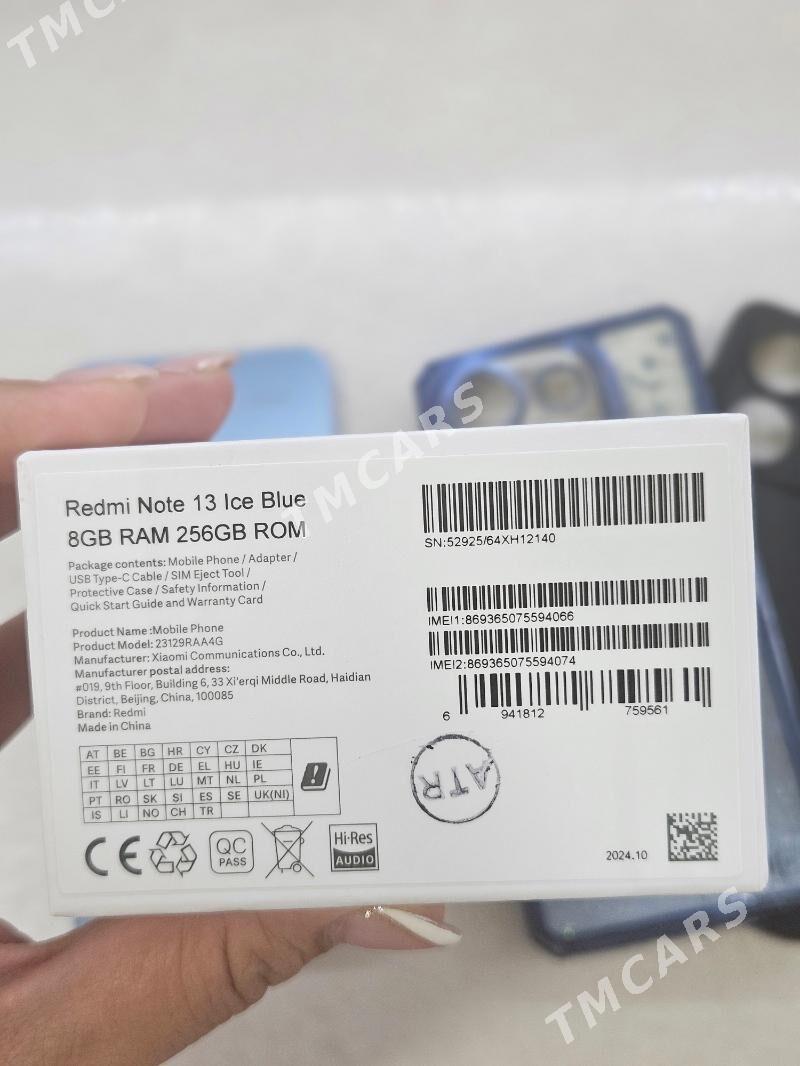 TMCARS
Redmi Note 13 Ice Blue
8GB RAM 256GB ROM
Package contents: Mobile Phone / Adapter /
USB Type-C Cable / SIM Eject Tool /
Protective Case / Safety Information /
Quick Start Guide and Warranty Card
Product Name :Mobile Phone
Product Model: 23129RAA4G
Manufacturer: Xiaomi Communications Co., Ltd.
Manufacturer postal address:
#019, 9th Floor, Building 6, 33 Xi'erqi Middle Road, Haidian
District, Beijing, China, 100085
Brand: Redmi
Made in China
SN:52925/64XH12140
IMEI1:869365075594066
IMEI2:869365075594074
6 941812 759561
AT BE BG HR CY CZ DK
EE FI FR DE EL HU IE
IT LV LT LU MT NL PL
PT RO SK SI ES SE UK(NI)
IS LI NO CH TR
CE
QC
PASS
Hi-Res
AUDIO
ATR
2024.10
TMCARS
TMCARS